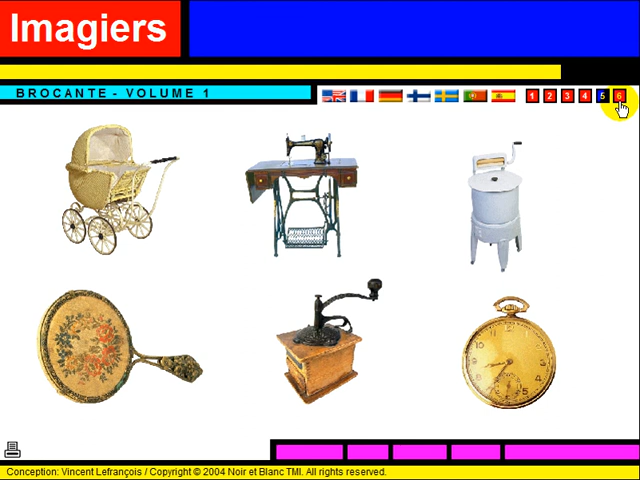 Imagiers
BROCANTE - VOLUME 1
1 2 3 4 5 6
Conception: Vincent Lefrançois / Copyright © 2004 Noir et Blanc TMI. All rights reserved.